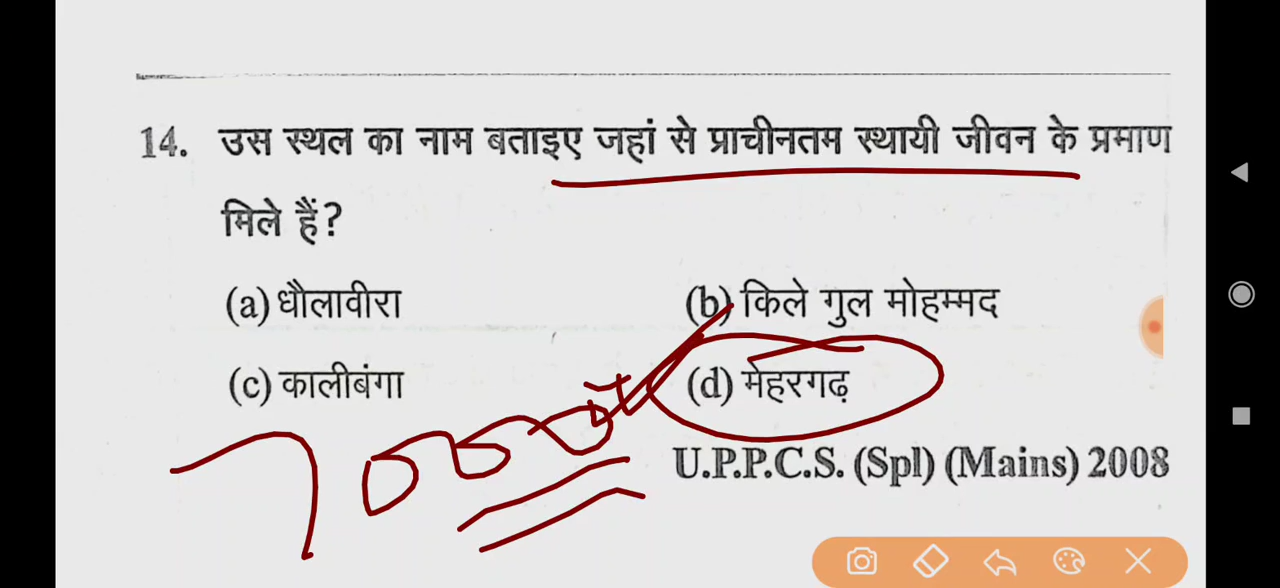 14. उस स्थल का नाम बताइए जहां से प्राचीनतम स्थायी जीवन के प्रमाण
मिले हैं?
(a) धौलावीरा (b) किले गुल मोहम्मद
(c) कालीबंगा (d) मेहरगढ़
7000
U.P.P.C.S. (Spl) (Mains) 2008